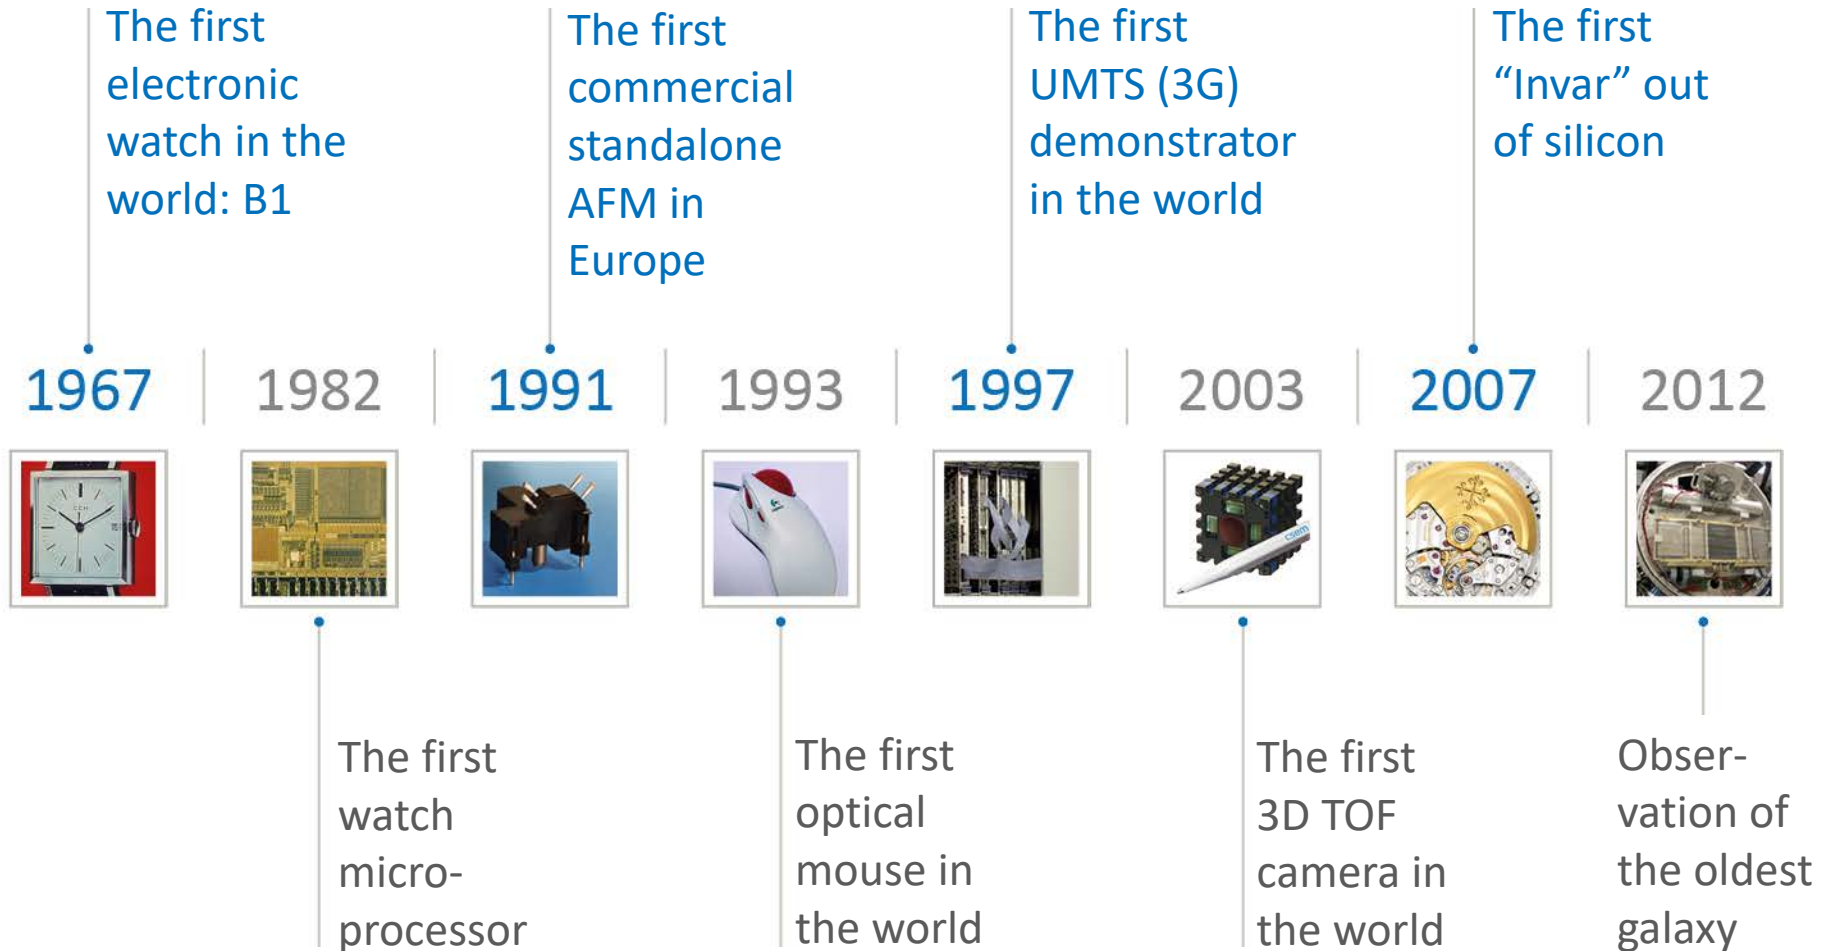 The first
electronic
watch in the
world: B1
The first
commercial
standalone
AFM in
Europe
The first
UMTS (3G)
demonstrator
in the world
The first
“Invar” out
of silicon
1967
1982
1991
1993
1997
2003
2007
2012
csem
The first
watch
micro-
processor
The first
optical
mouse in
the world
The first
3D TOF
camera in
the world
Obser-
vation of
the oldest
galaxy